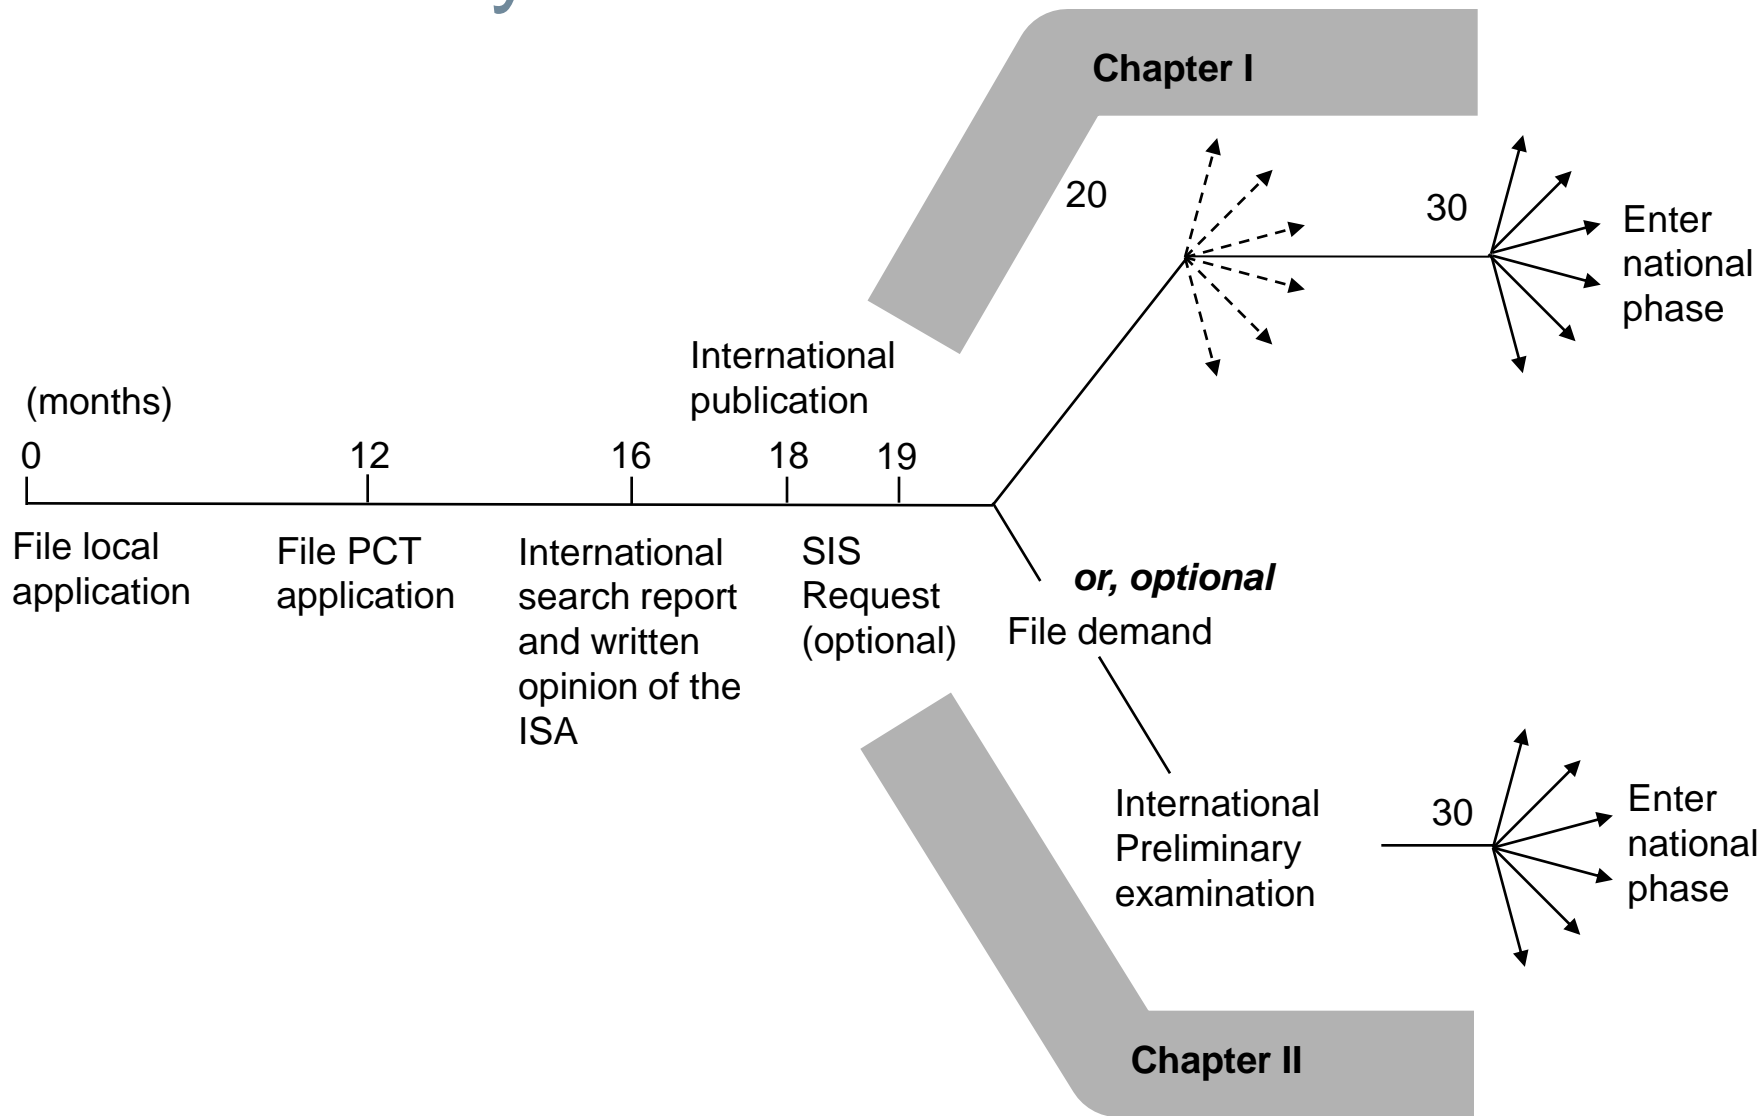 Chapter I
20
30
Enter
national
phase
International
publication
(months)
0
12
16
18
19
File local
application
File PCT
application
International
search report
and written
opinion of the
ISA
SIS
Request
(optional)
or, optional
File demand
International
Preliminary
examination
30
Enter
national
phase
Chapter II